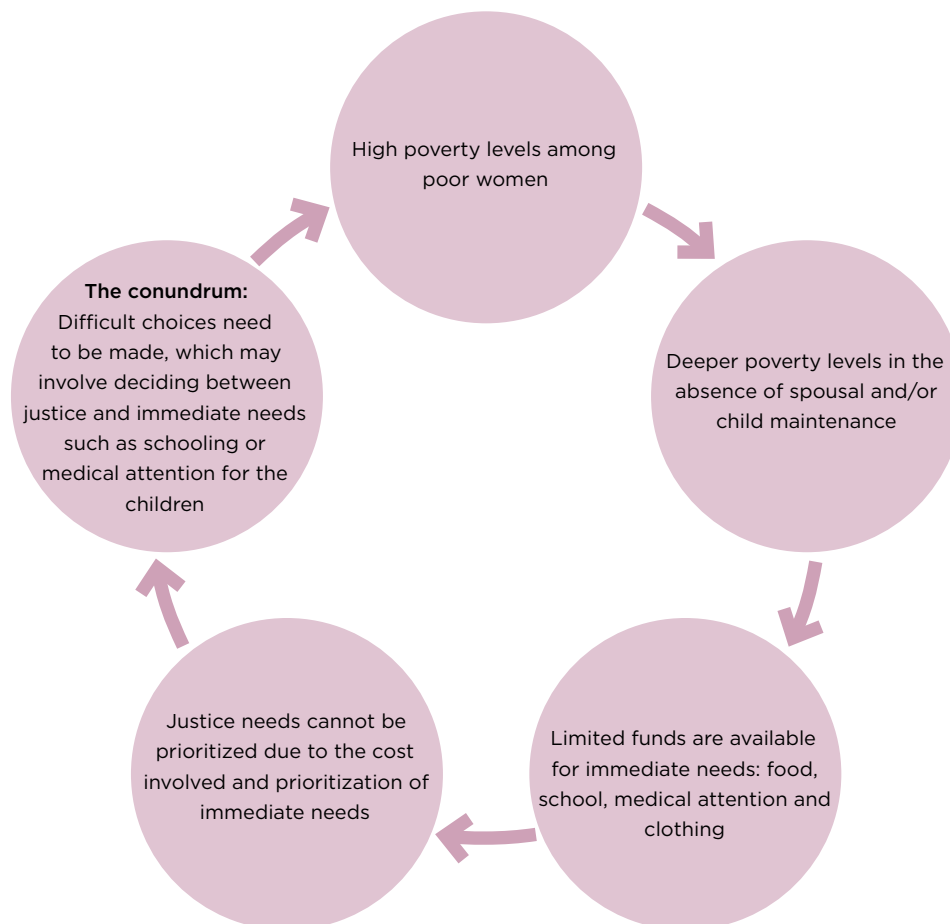 High poverty levels among
poor women
Deeper poverty levels in the
absence of spousal and/or
child maintenance
Limited funds are available
for immediate needs: food,
school, medical attention and
clothing
Justice needs cannot be
prioritized due to the cost
involved and prioritization of
immediate needs
The conundrum:
Difficult choices need
to be made, which may
involve deciding between
justice and immediate needs
such as schooling or
medical attention for the
children